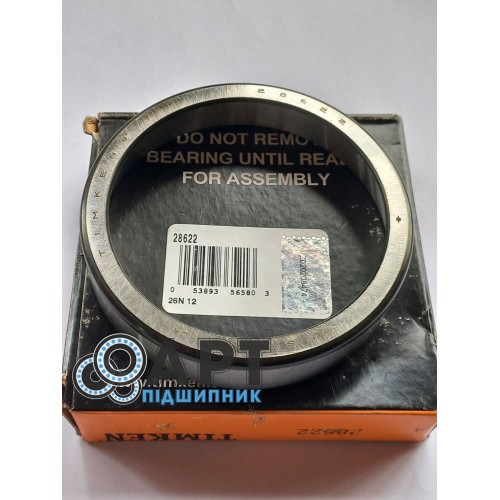 28622
TIMKEN
DO NOT REMOV
BEARING UNTIL REA
FOR ASSEMBLY
28622
0 53893 56580 3
26N 12
АРТ
підшипник
TIMKEN
28622